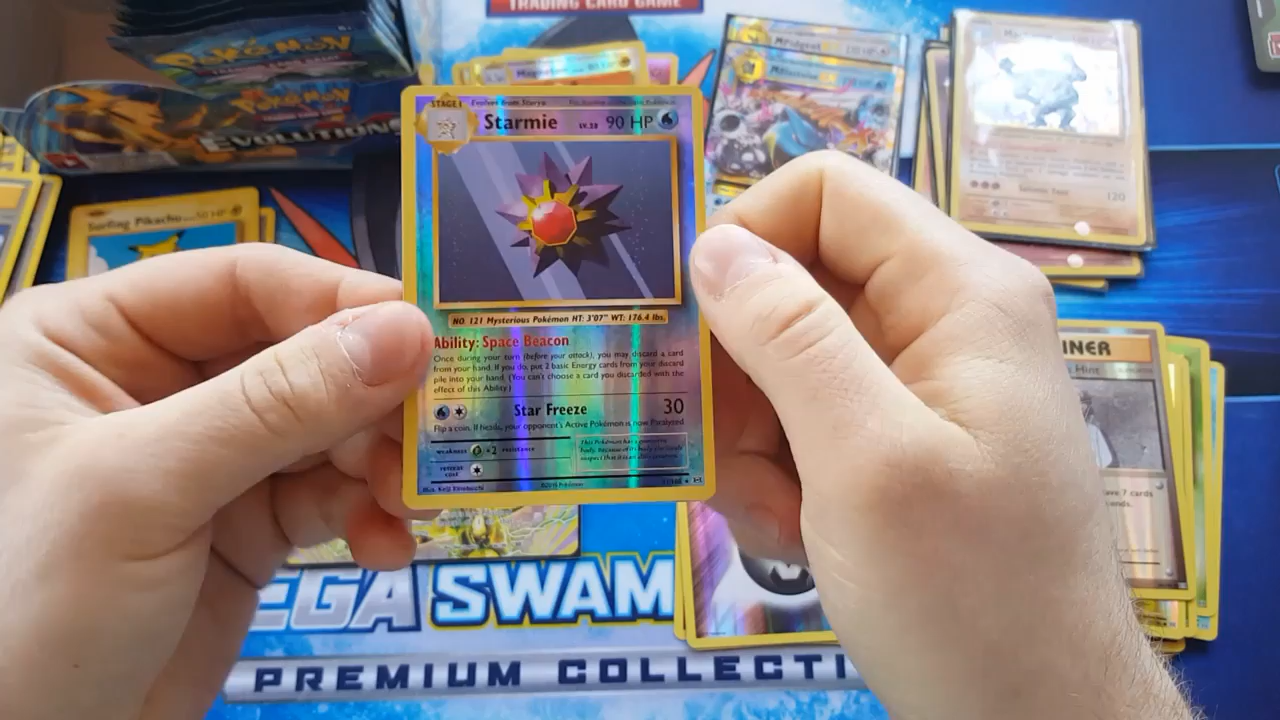 TRADING CARD GAME
POKéMON
POKéMON
EVOLUTIONS
Surfing Pikachu 50 HP
STAGE 1 Evolves from Staryu
Starmie LV.28 90 HP
NO. 121 Mysterious Pokémon HT: 3'07" WT: 176.4 lbs.
Ability: Space Beacon
Once during your turn (before your attack), you may discard a card
from your hand. If you do, put 2 basic Energy cards from your discard
pile into your hand. (You can't choose a card you discarded with the
effect of this Ability.)
Star Freeze 30
Flip a coin. If heads, your opponent's Active Pokémon is now Paralyzed
weakness ×2 resistance
retreat
cost
Illus. Keiji Kinebuchi ©2016 Pokémon
120
INER
ave 7 cards
EGA SWAM
PREMIUM COLLECTI